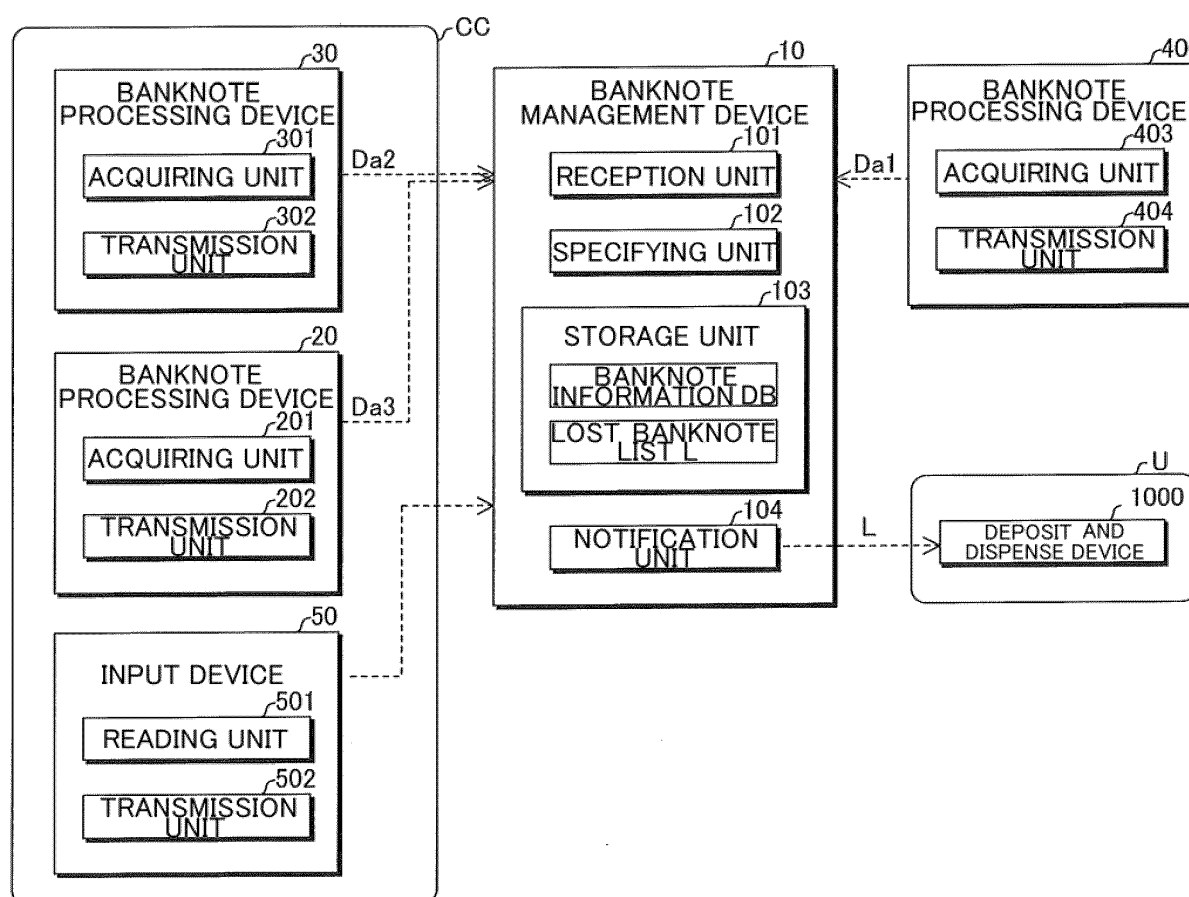 CC
30
BANKNOTE
PROCESSING DEVICE
301
ACQUIRING UNIT
302
TRANSMISSION
UNIT
Da2
20
BANKNOTE
PROCESSING DEVICE
201
ACQUIRING UNIT
202
TRANSMISSION
UNIT
Da3
50
INPUT DEVICE
501
READING UNIT
502
TRANSMISSION
UNIT
10
BANKNOTE
MANAGEMENT DEVICE
101
RECEPTION UNIT
102
SPECIFYING UNIT
103
STORAGE UNIT
BANKNOTE
INFORMATION DB
LOST BANKNOTE
LIST L
104
NOTIFICATION
UNIT
40
BANKNOTE
PROCESSING DEVICE
403
ACQUIRING UNIT
404
TRANSMISSION
UNIT
Da1
L
U
1000
DEPOSIT AND
DISPENSE DEVICE